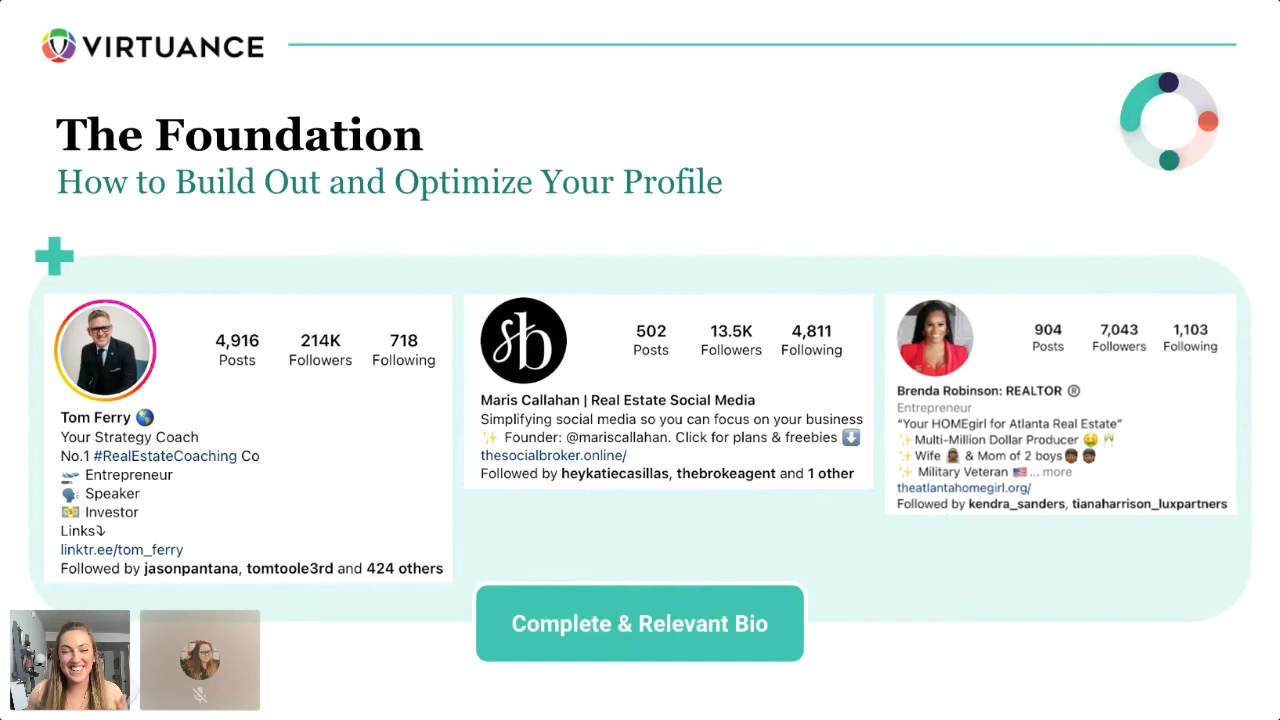 VIRTUANCE
The Foundation
How to Build Out and Optimize Your Profile
4,916 214K 718
Posts Followers Following
Tom Ferry 🌎
Your Strategy Coach
No.1 #RealEstateCoaching Co
🛫 Entrepreneur
🗣️ Speaker
💵 Investor
Links⤵
linktr.ee/tom_ferry
Followed by jasonpantana, tomtoole3rd and 424 others
sb
502 13.5K 4,811
Posts Followers Following
Maris Callahan | Real Estate Social Media
Simplifying social media so you can focus on your business
✨ Founder: @mariscallahan. Click for plans & freebies ⬇️
thesocialbroker.online/
Followed by heykatiecasillas, thebrokeagent and 1 other
904 7,043 1,103
Posts Followers Following
Brenda Robinson: REALTOR ®
Entrepreneur
“Your HOMEgirl for Atlanta Real Estate”
✨Multi-Million Dollar Producer 🤑 🥂
✨Wife 👰🏾 & Mom of 2 boys👦🏾👦🏾
✨ Military Veteran 🇺🇸... more
theatlantahomegirl.org/
Followed by kendra_sanders, tianaharrison_luxpartners
Complete & Relevant Bio